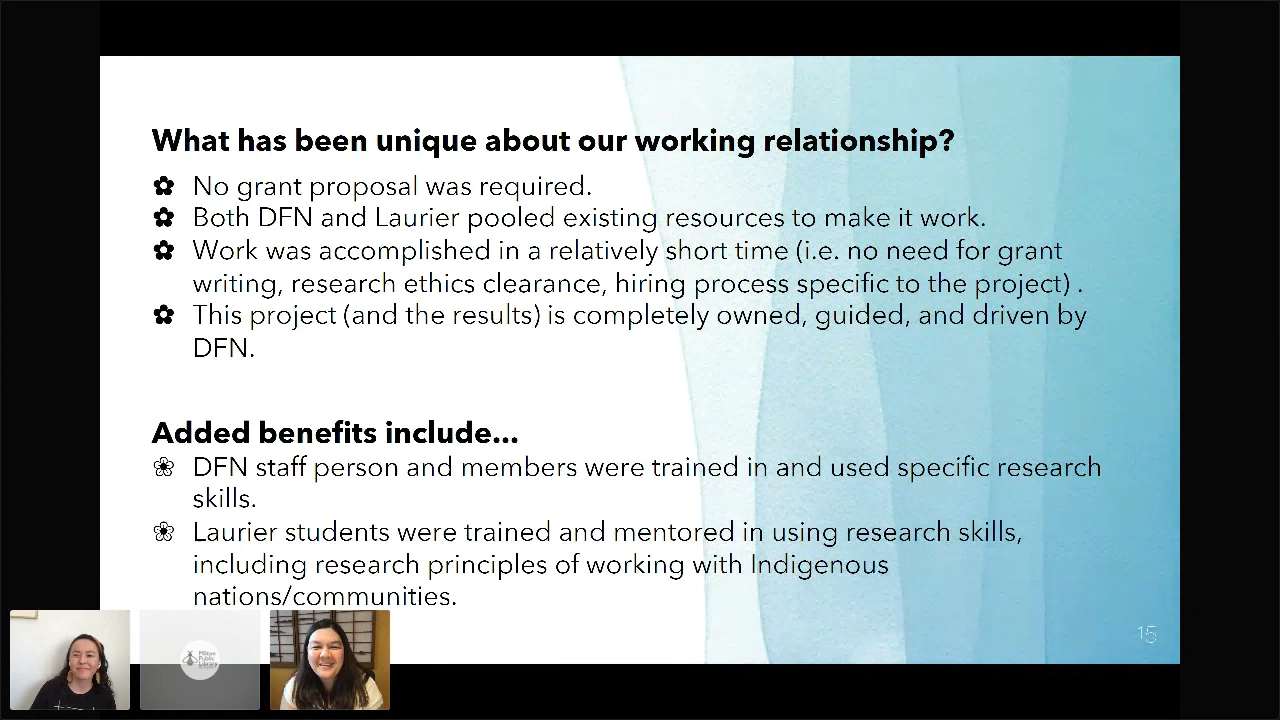 What has been unique about our working relationship?
✿ No grant proposal was required.
✿ Both DFN and Laurier pooled existing resources to make it work.
✿ Work was accomplished in a relatively short time (i.e. no need for grant
writing, research ethics clearance, hiring process specific to the project) .
✿ This project (and the results) is completely owned, guided, and driven by
DFN.
Added benefits include...
❀ DFN staff person and members were trained in and used specific research
skills.
❀ Laurier students were trained and mentored in using research skills,
including research principles of working with Indigenous
nations/communities.
15
Milton
Public
Library